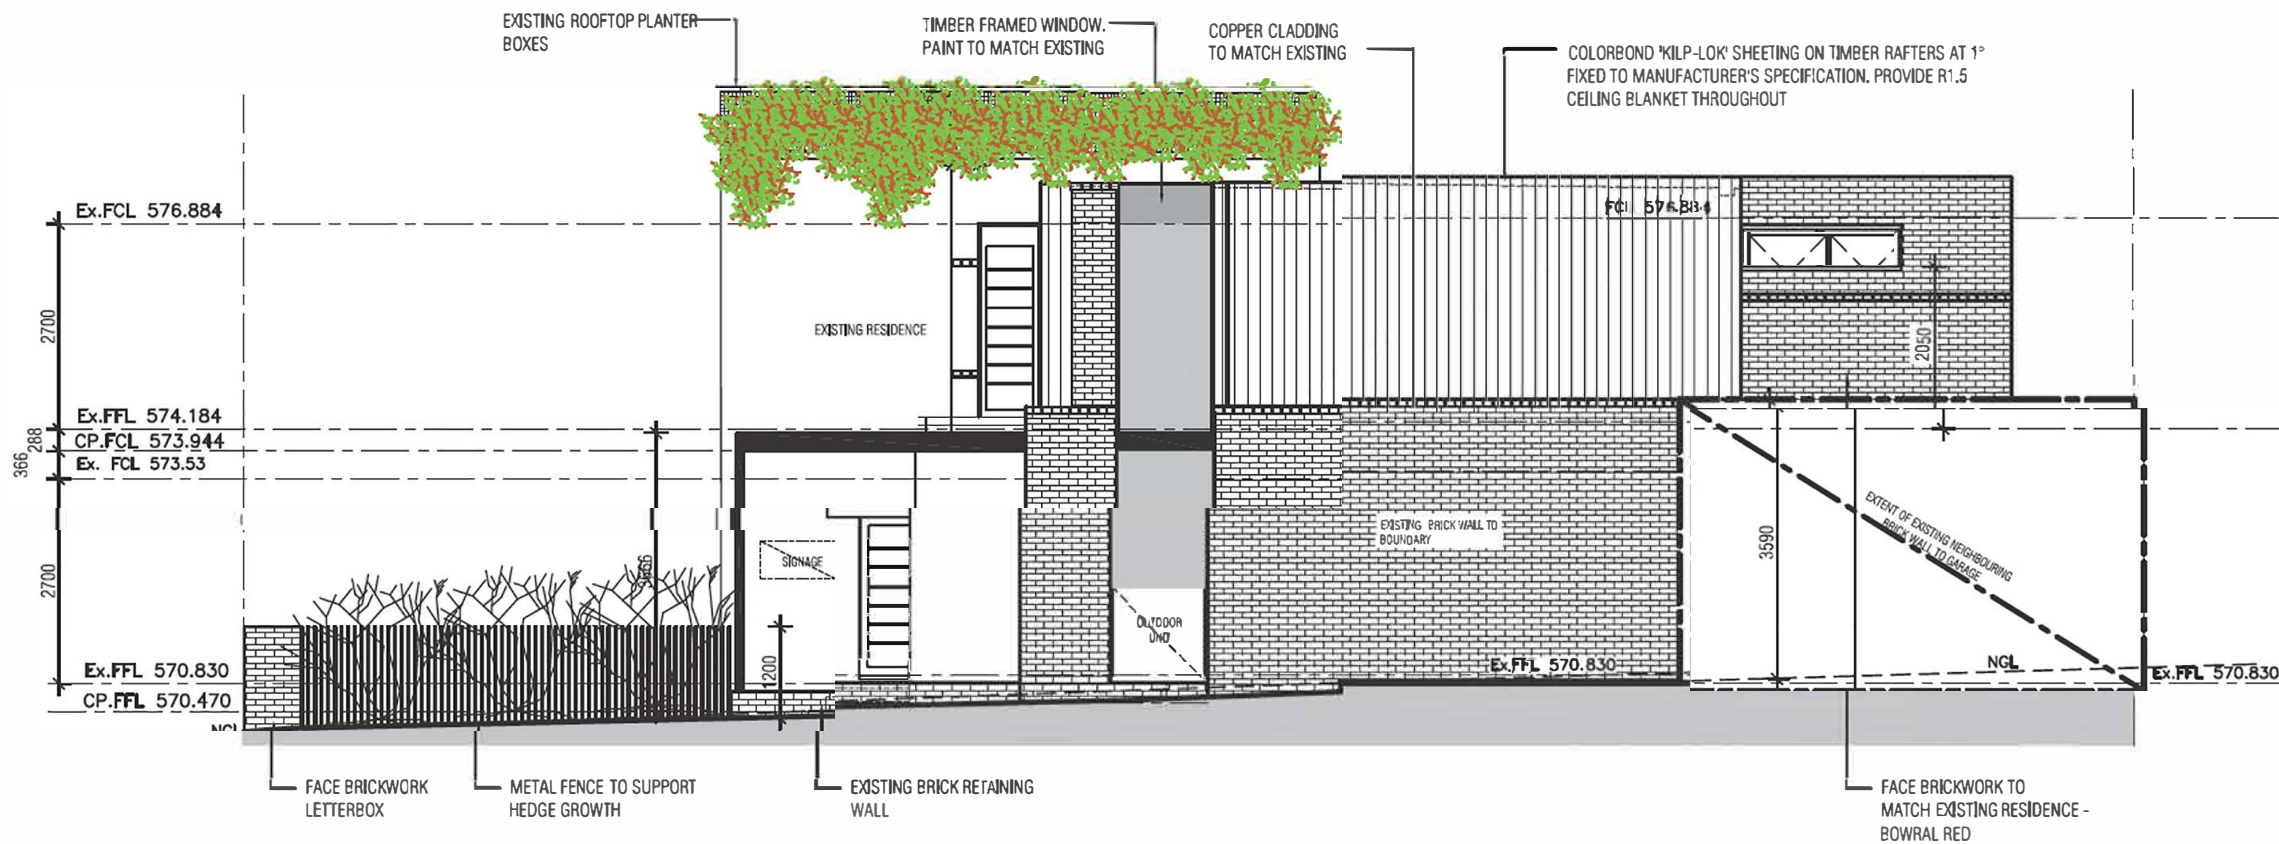 EXISTING ROOFTOP PLANTER
BOXES
TIMBER FRAMED WINDOW.
PAINT TO MATCH EXISTING
COPPER CLADDING
TO MATCH EXISTING
COLORBOND 'KILP-LOK' SHEETING ON TIMBER RAFTERS AT 1°
FIXED TO MANUFACTURER'S SPECIFICATION. PROVIDE R1.5
CEILING BLANKET THROUGHOUT
Ex.FCL 576.884
FCL 576.884
2700
EXISTING RESIDENCE
2050
Ex.FFL 574.184
CP.FCL 573.944
Ex. FCL 573.53
288
366
EXISTING BRICK WALL TO
BOUNDARY
EXTENT OF EXISTING NEIGHBOURING
BRICK WALL TO GARAGE
3590
SIGNAGE
2700
OUTDOOR
UNIT
1200
Ex.FFL 570.830
Ex.FFL 570.830
NGL
Ex.FFL 570.830
CP.FFL 570.470
NGL
FACE BRICKWORK
LETTERBOX
METAL FENCE TO SUPPORT
HEDGE GROWTH
EXISTING BRICK RETAINING
WALL
FACE BRICKWORK TO
MATCH EXISTING RESIDENCE -
BOWRAL RED